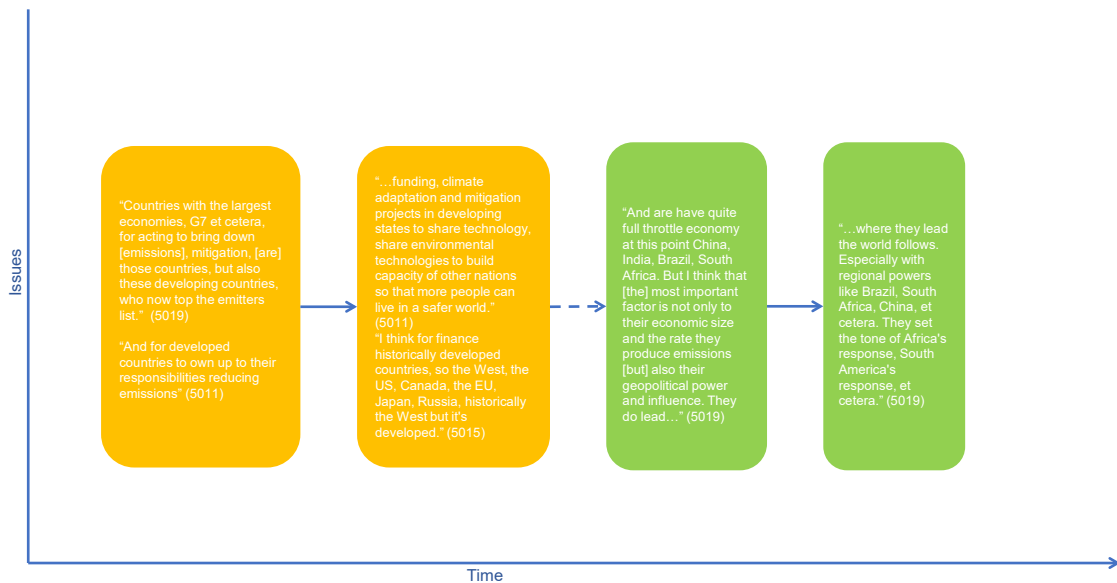 Issues
“Countries with the largest
economies, G7 et cetera,
for acting to bring down
[emissions], mitigation, [are]
those countries, but also
these developing countries,
who now top the emitters
list.”  (5019)
“And for developed
countries to own up to their
responsibilities reducing
emissions” (5011)
“…funding, climate
adaptation and mitigation
projects in developing
states to share technology,
share environmental
technologies to build
capacity of other nations
so that more people can
live in a safer world.”
(5011)
“I think for finance
historically developed
countries, so the West, the
US, Canada, the EU,
Japan, Russia, historically
the West but it's
developed.” (5015)
“And are have quite
full throttle economy
at this point China,
India, Brazil, South
Africa. But I think that
[the] most important
factor is not only to
their economic size
and the rate they
produce emissions
[but] also their
geopolitical power
and influence. They
do lead…” (5019)
“…where they lead
the world follows.
Especially with
regional powers
like Brazil, South
Africa, China, et
cetera. They set
the tone of Africa's
response, South
America's
response, et
cetera.” (5019)
Time